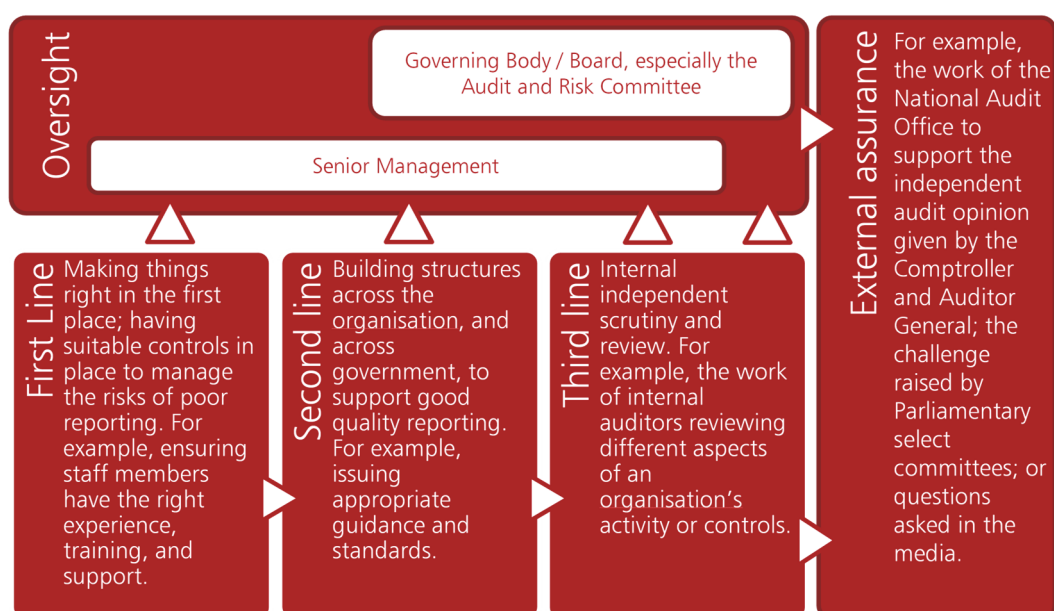 Oversight
Governing Body / Board, especially the
Audit and Risk Committee
Senior Management
First Line
Making things
right in the first
place; having
suitable controls in
place to manage
the risks of poor
reporting. For
example, ensuring
staff members
have the right
experience,
training, and
support.
Second line
Building structures
across the
organisation, and
across
government, to
support good
quality reporting.
For example,
issuing
appropriate
guidance and
standards.
Third line
Internal
independent
scrutiny and
review. For
example, the work
of internal
auditors reviewing
different aspects
of an
organisation's
activity or controls.
External assurance
For example,
the work of the
National Audit
Office to
support the
independent
audit opinion
given by the
Comptroller
and Auditor
General; the
challenge
raised by
Parliamentary
select
committees; or
questions
asked in the
media.